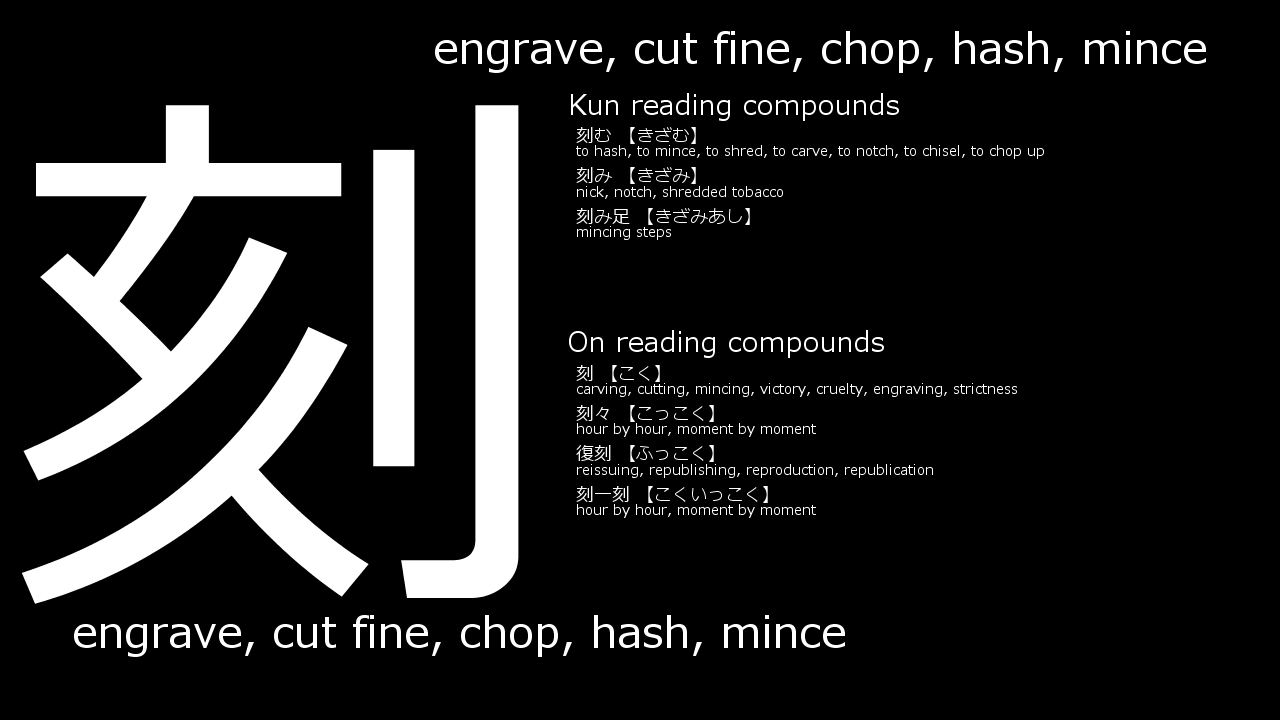 engrave, cut fine, chop, hash, mince
刻
Kun reading compounds
刻む 【きざむ】
to hash, to mince, to shred, to carve, to notch, to chisel, to chop up
刻み 【きざみ】
nick, notch, shredded tobacco
刻み足 【きざみあし】
mincing steps
On reading compounds
刻 【こく】
carving, cutting, mincing, victory, cruelty, engraving, strictness
刻々 【こっこく】
hour by hour, moment by moment
復刻 【ふっこく】
reissuing, republishing, reproduction, republication
刻一刻 【こくいっこく】
hour by hour, moment by moment
engrave, cut fine, chop, hash, mince